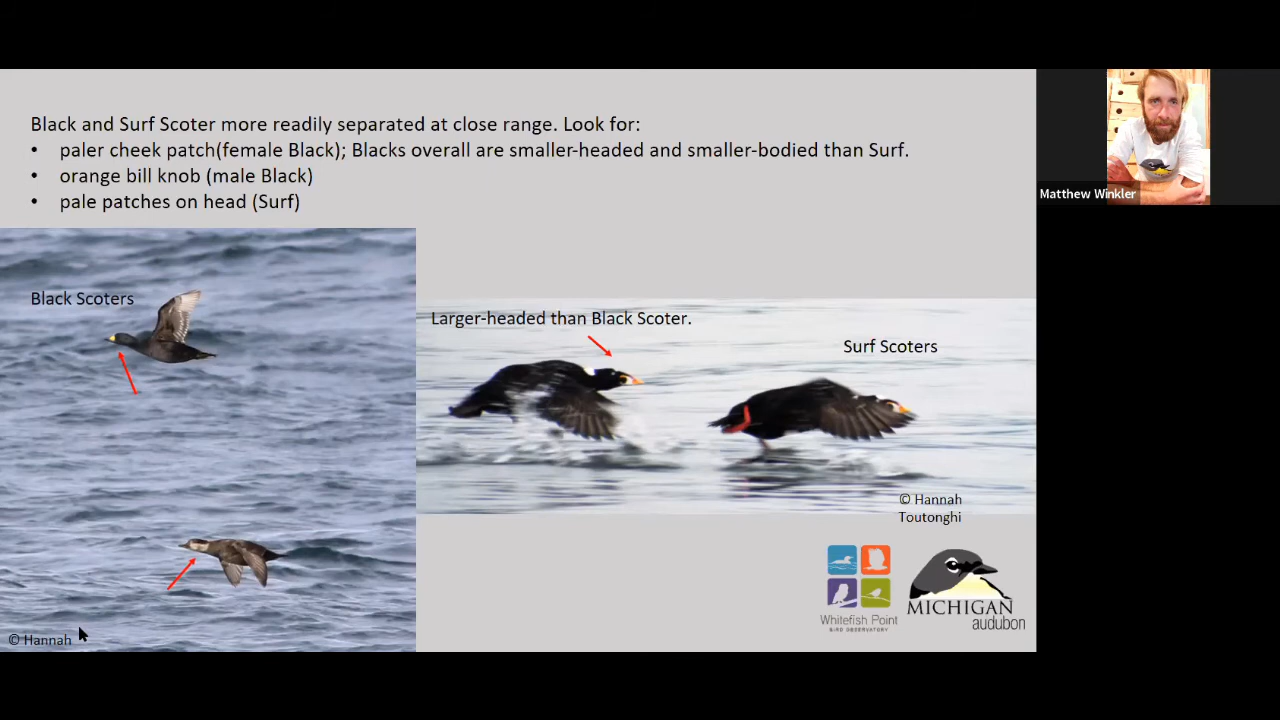 Black and Surf Scoter more readily separated at close range. Look for:
• paler cheek patch(female Black); Blacks overall are smaller-headed and smaller-bodied than Surf.
• orange bill knob (male Black)
• pale patches on head (Surf)
Matthew Winkler
Black Scoters
Larger-headed than Black Scoter.
Surf Scoters
© Hannah
Toutonghi
Whitefish Point
BIRD OBSERVATORY
MICHIGAN
audubon
© Hannah